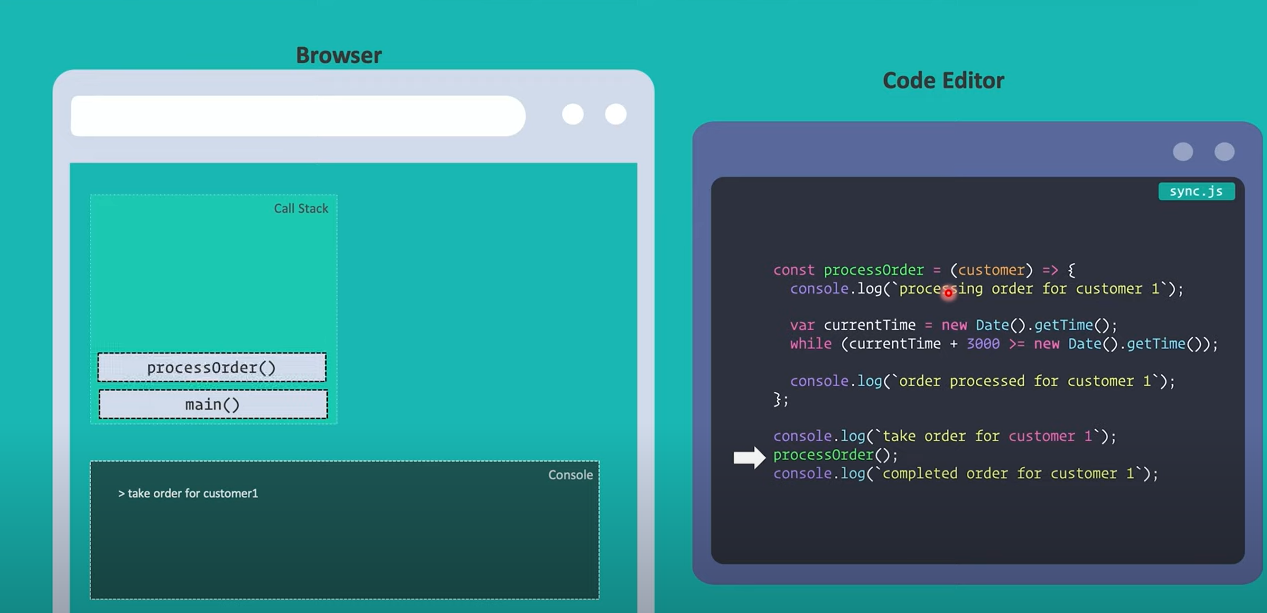 Browser
Call Stack
processOrder()
main()
Console
> take order for customer1
Code Editor
sync.js
const processOrder = (customer) => {
console.log(`processing order for customer 1`);
var currentTime = new Date().getTime();
while (currentTime + 3000 >= new Date().getTime());
console.log(`order processed for customer 1`);
};
console.log(`take order for customer 1`);
processOrder();
console.log(`completed order for customer 1`);